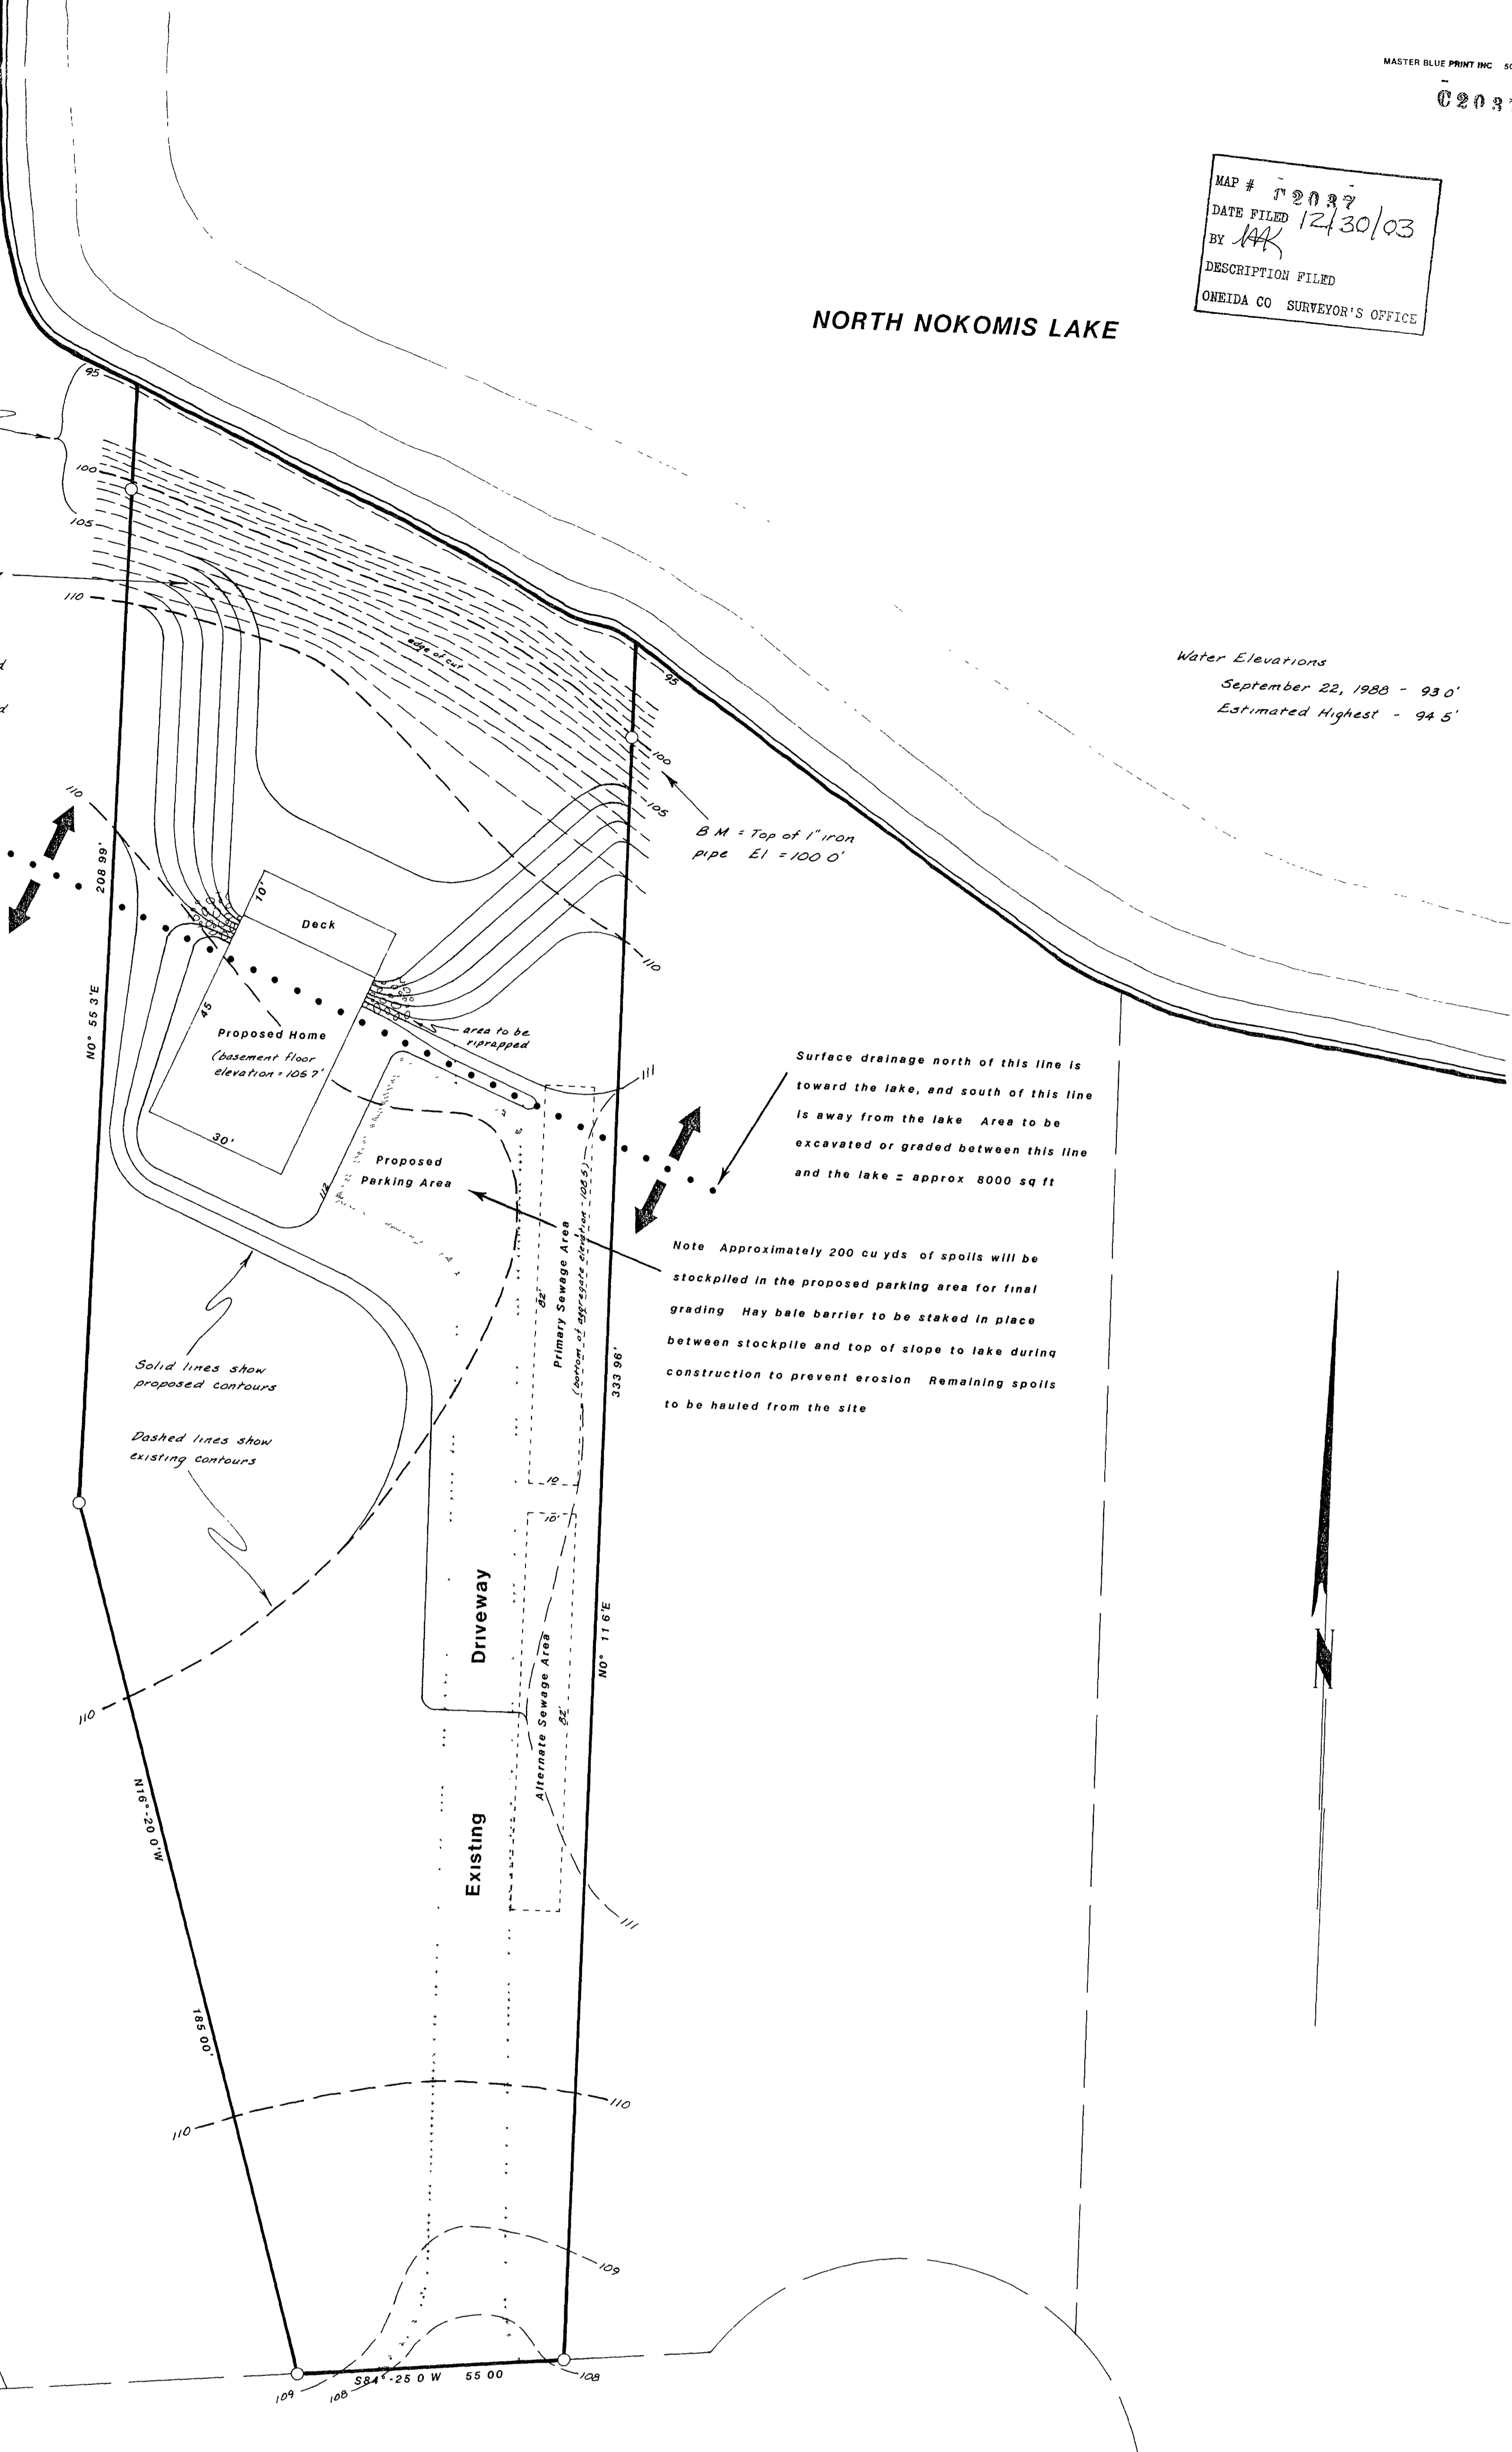 MASTER BLUE PRINT INC
MAP #
DATE FILED 12/30/03
BY
DESCRIPTION FILED
ONEIDA CO SURVEYOR'S OFFICE
NORTH NOKOMIS LAKE
Water Elevations
September 22, 1988 - 93 0'
Estimated Highest - 94 5'
95
100
105
110
edge of cut
95
100
105
B M = Top of 1" iron
pipe El = 100 0'
110
110
208 99'
N0° 55 3'E
10'
Deck
45
Proposed Home
(basement floor
elevation = 105 7'
30'
area to be
riprapped
111
112
Proposed
Parking Area
Surface drainage north of this line is
toward the lake, and south of this line
is away from the lake Area to be
excavated or graded between this line
and the lake = approx 8000 sq ft
Note Approximately 200 cu yds of spoils will be
stockpiled in the proposed parking area for final
grading Hay bale barrier to be staked in place
between stockpile and top of slope to lake during
construction to prevent erosion Remaining spoils
to be hauled from the site
82'
Primary Sewage Area
(bottom of aggregate elevation - 108 5)
333 96'
Solid lines show
proposed contours
Dashed lines show
existing contours
10
10'
Driveway
Existing
Alternate Sewage Area
82'
N0° 11 6'E
110
N16°-20 0'W
185 00'
111
N
110
110
109
109
108
S84°-25 0 W 55 00
108